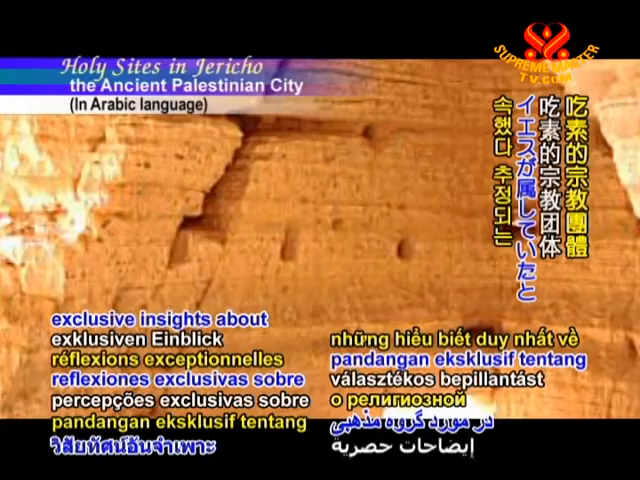 SUPREME MASTER
TV.COM
Holy Sites in Jericho
the Ancient Palestinian City
(In Arabic language)
吃素的宗教團體
吃素的宗教团体
イエスが属していたと
속했다 추정되는
exclusive insights about
exklusiven Einblick
réflexions exceptionnelles
reflexiones exclusivas sobre
percepções exclusivas sobre
pandangan eksklusif tentang
วิสัยทัศน์อันจำเพาะ
những hiểu biết duy nhất về
pandangan eksklusif tentang
választékos bepillantást
о религиозной
در مورد گروه مذهبی
إيضاحات حصرية